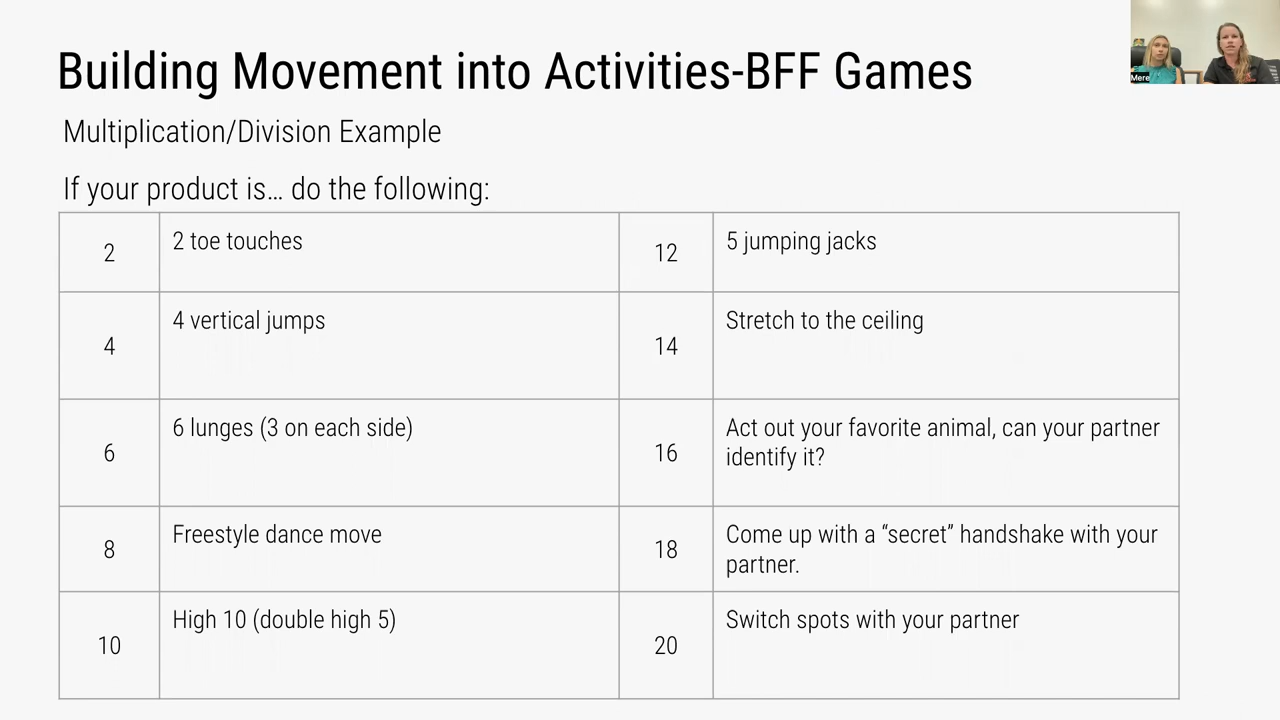 Building Movement into Activities-BFF Games
Mere
Multiplication/Division Example
If your product is... do the following:
2
2 toe touches
12
5 jumping jacks
4
4 vertical jumps
14
Stretch to the ceiling
6
6 lunges (3 on each side)
16
Act out your favorite animal, can your partner
identify it?
8
Freestyle dance move
18
Come up with a “secret” handshake with your
partner.
10
High 10 (double high 5)
20
Switch spots with your partner